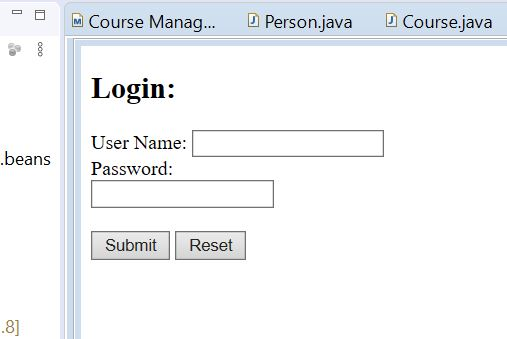 Course Manag... Person.java Course.java
Login:
User Name:
.beans
Password:
Submit Reset
.8]